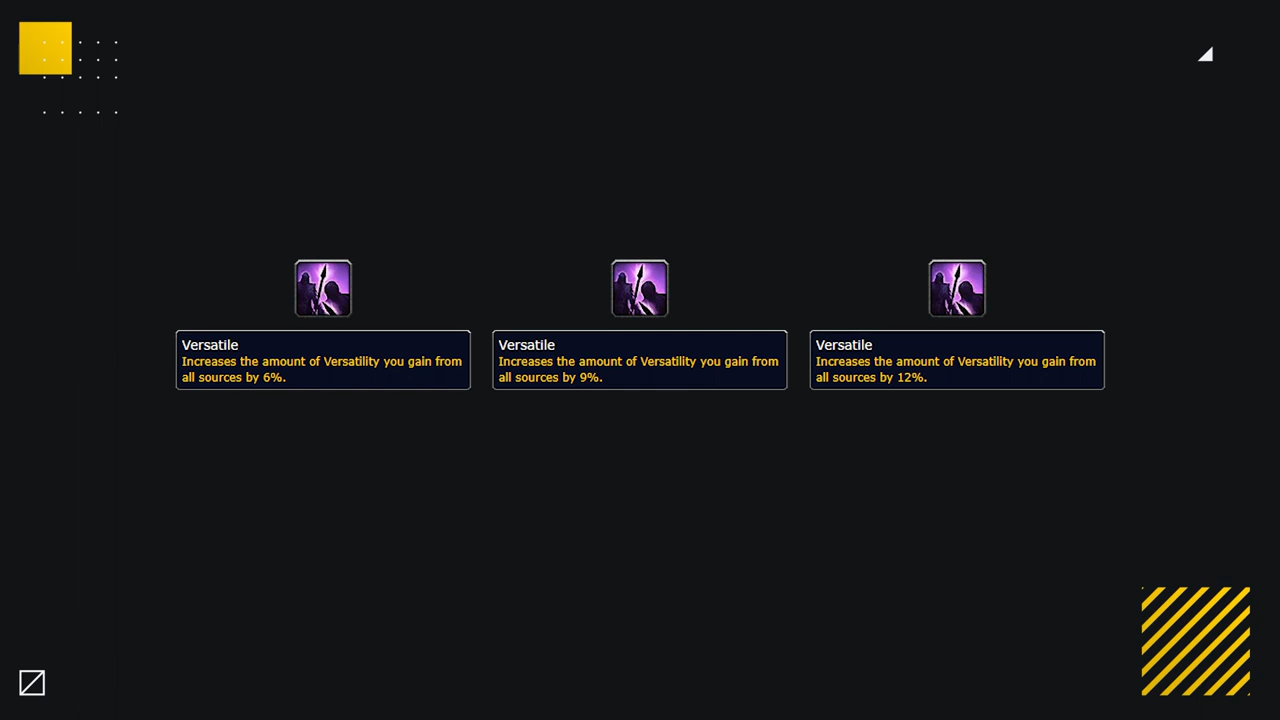 Versatile
Increases the amount of Versatility you gain from
all sources by 6%.
Versatile
Increases the amount of Versatility you gain from
all sources by 9%.
Versatile
Increases the amount of Versatility you gain from
all sources by 12%.